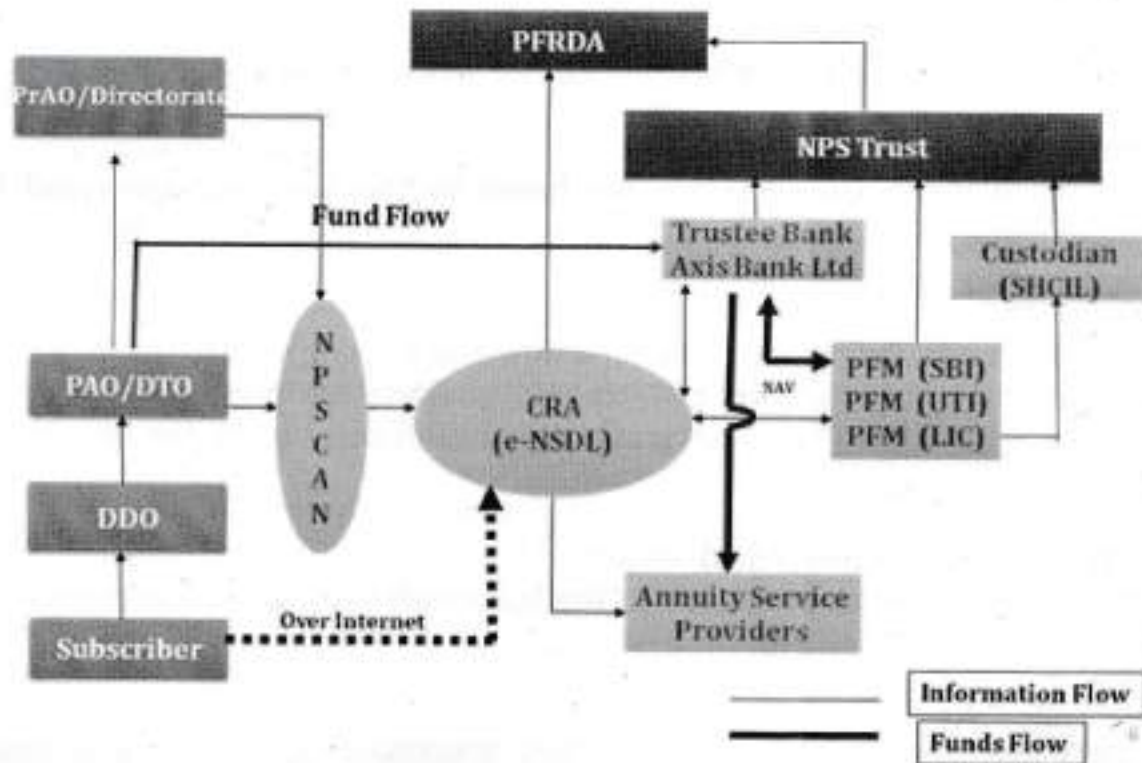 PFRDA
PrAO/Directorate
NPS Trust
Fund Flow
Trustee Bank
Axis Bank Ltd
Custodian
(SHCIL)
N
P
S
C
A
N
PAO/DTO
CRA
(e-NSDL)
NAV
PFM (SBI)
PFM (UTI)
PFM (LIC)
DDO
Over Internet
Subscriber
Annuity Service
Providers
Information Flow
Funds Flow